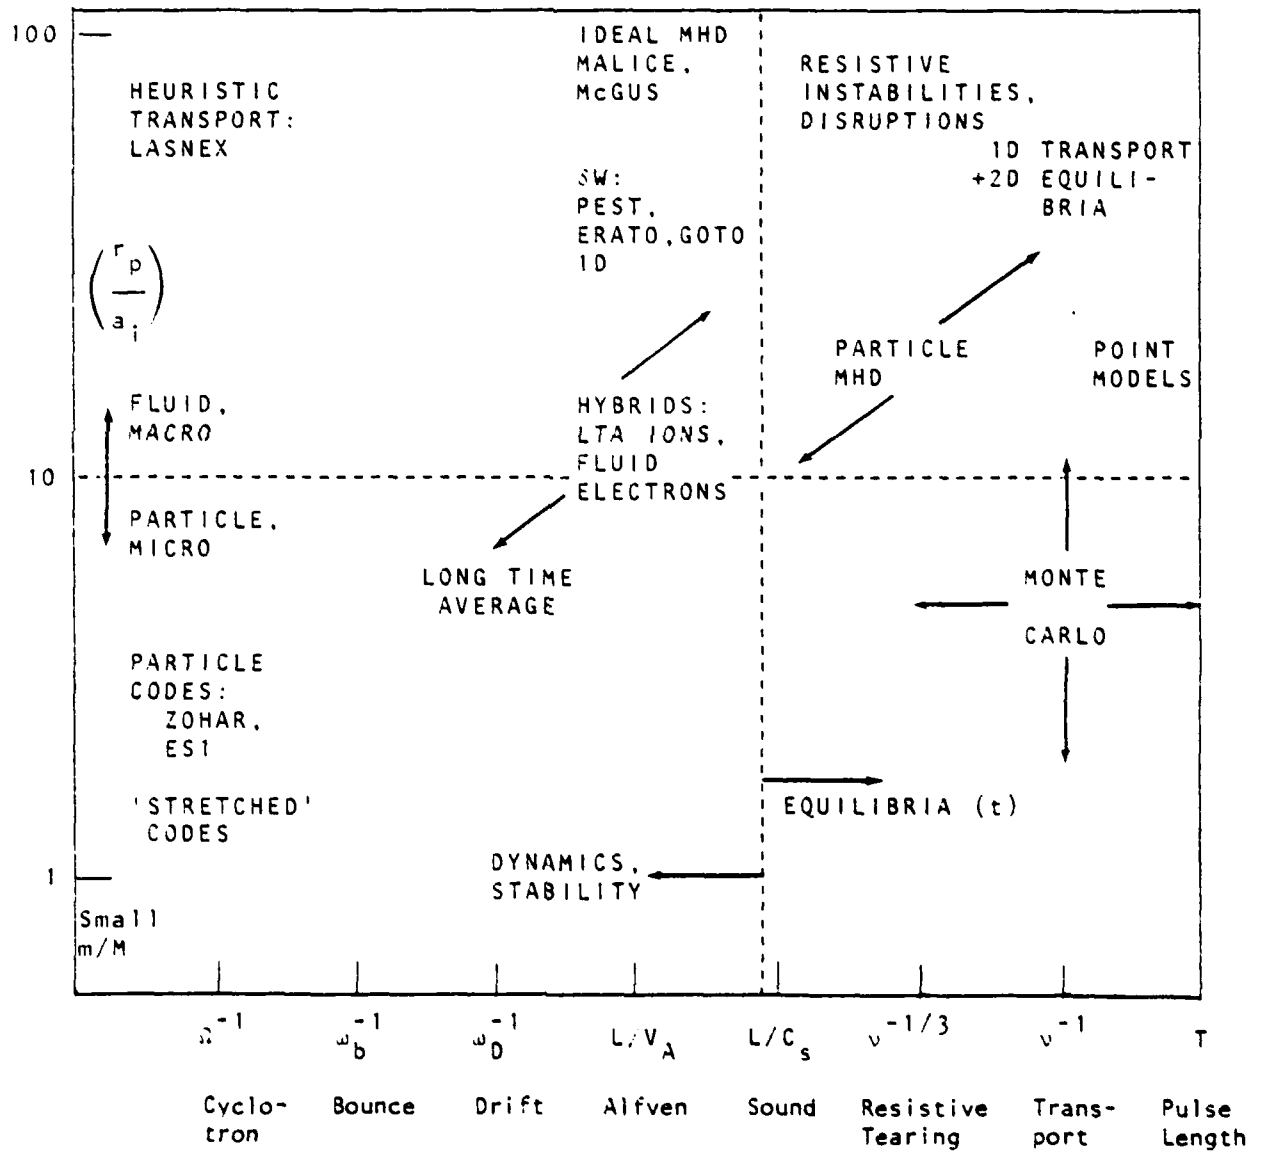 100
IDEAL MHD
MALICE,
McGUS
HEURISTIC
TRANSPORT:
LASNEX
RESISTIVE
INSTABILITIES,
DISRUPTIONS
1D TRANSPORT
+2D EQUILI-
BRIA
SW:
PEST,
ERATO, GOTO
1D
(r_p / a_i)
PARTICLE
MHD
POINT
MODELS
FLUID,
MACRO
HYBRIDS:
LTA IONS,
FLUID
ELECTRONS
10
PARTICLE,
MICRO
LONG TIME
AVERAGE
MONTE
CARLO
PARTICLE
CODES:
ZOHAR,
ES1
'STRETCHED'
CODES
EQUILIBRIA (t)
DYNAMICS,
STABILITY
1
Small
m/M
Ω^-1 ω_b^-1 ω_D^-1 L/V_A L/C_s ν^-1/3 ν^-1 T
Cyclo- Bounce Drift Alfven Sound Resistive Trans- Pulse
tron Tearing port Length